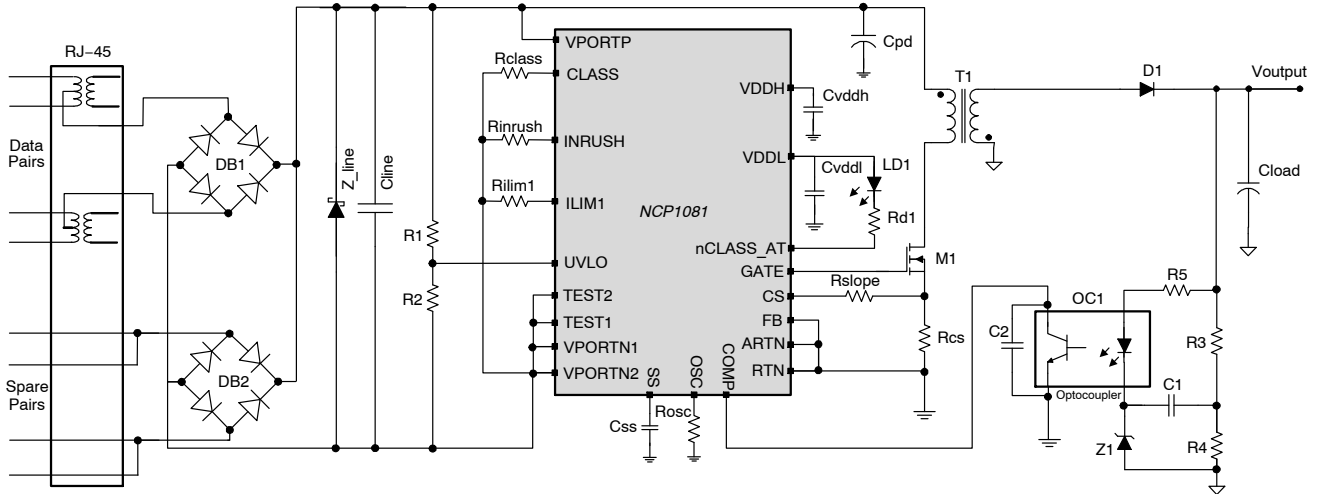 RJ-45
Data
Pairs
Spare
Pairs
DB1
DB2
Z_line
Cline
R1
R2
Rclass
Rinrush
Rilim1
VPORTP
CLASS
INRUSH
ILIM1
UVLO
TEST2
TEST1
VPORTN1
VPORTN2
NCP1081
VDDH
VDDL
nCLASS_AT
GATE
CS
FB
ARTN
RTN
SS
OSC
COMP
Css
Rosc
Cpd
Cvddh
Cvddl
LD1
Rd1
M1
Rslope
Rcs
T1
D1
Voutput
Cload
R5
OC1
C2
R3
Optocoupler
C1
Z1
R4